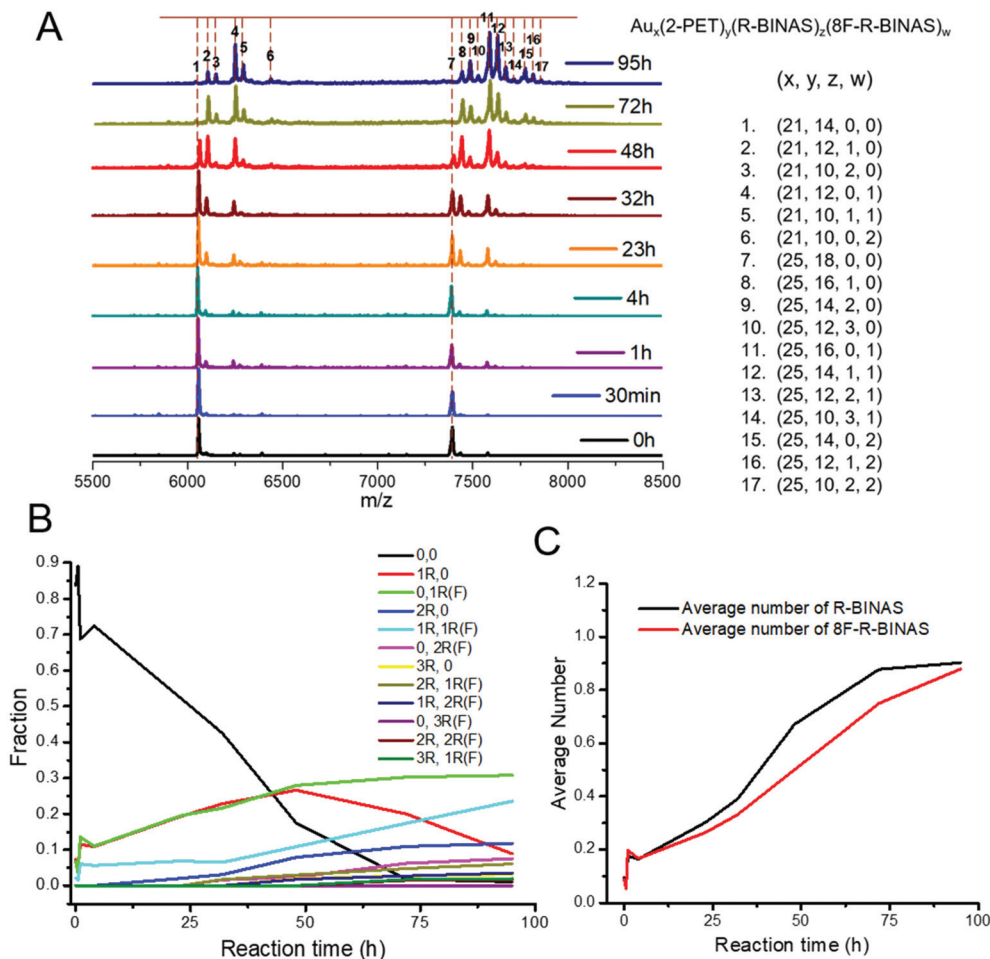 A
Auₓ(2-PET)ᵧ(R-BINAS)_z(8F-R-BINAS)_w
(x, y, z, w)
1. (21, 14, 0, 0)
2. (21, 12, 1, 0)
3. (21, 10, 2, 0)
4. (21, 12, 0, 1)
5. (21, 10, 1, 1)
6. (21, 10, 0, 2)
7. (25, 18, 0, 0)
8. (25, 16, 1, 0)
9. (25, 14, 2, 0)
10. (25, 12, 3, 0)
11. (25, 16, 0, 1)
12. (25, 14, 1, 1)
13. (25, 12, 2, 1)
14. (25, 10, 3, 1)
15. (25, 14, 0, 2)
16. (25, 12, 1, 2)
17. (25, 10, 2, 2)
1 2 3 4 5 6 7 8 9 10 11 12 13 14 15 16 17
95h
72h
48h
32h
23h
4h
1h
30min
0h
5500 6000 6500 7000 7500 8000 8500
m/z
B
0.9
0.8
0.7
0.6
0.5
0.4
0.3
0.2
0.1
0.0
Fraction
0,0
1R,0
0,1R(F)
2R,0
1R,1R(F)
0, 2R(F)
3R, 0
2R, 1R(F)
1R, 2R(F)
0, 3R(F)
2R, 2R(F)
3R, 1R(F)
0 25 50 75 100
Reaction time (h)
C
1.2
1.0
0.8
0.6
0.4
0.2
0.0
Average Number
Average number of R-BINAS
Average number of 8F-R-BINAS
0 25 50 75 100
Reaction time (h)